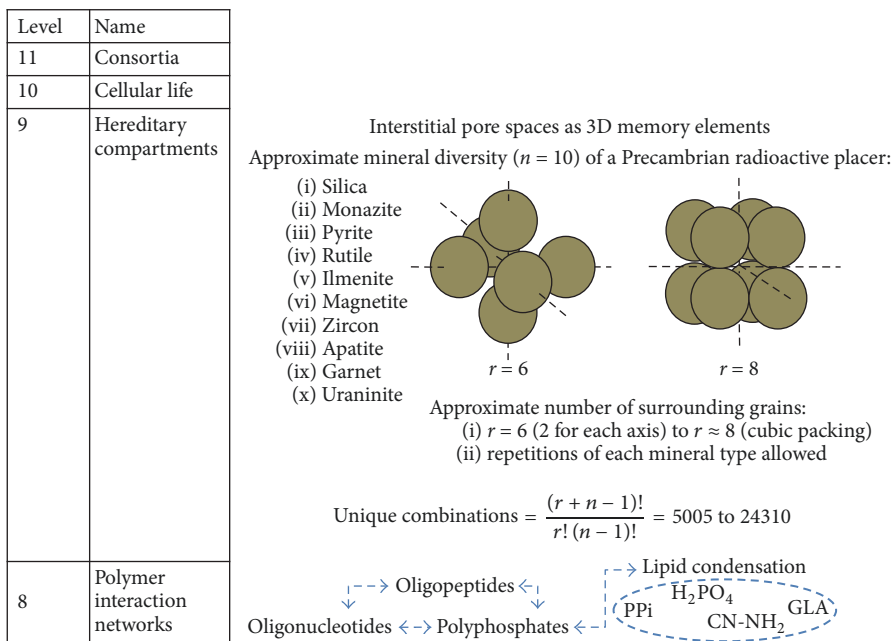 Level Name
11 Consortia
10 Cellular life
9 Hereditary
compartments
Interstitial pore spaces as 3D memory elements
Approximate mineral diversity (n = 10) of a Precambrian radioactive placer:
(i) Silica
(ii) Monazite
(iii) Pyrite
(iv) Rutile
(v) Ilmenite
(vi) Magnetite
(vii) Zircon
(viii) Apatite
(ix) Garnet
(x) Uraninite
r = 6 r = 8
Approximate number of surrounding grains:
(i) r = 6 (2 for each axis) to r ≈ 8 (cubic packing)
(ii) repetitions of each mineral type allowed
Unique combinations = (r + n − 1)! / r! (n − 1)! = 5005 to 24310
8 Polymer
interaction
networks
Lipid condensation
Oligopeptides
Oligonucleotides Polyphosphates
PPi H₂PO₄
CN-NH₂ GLA